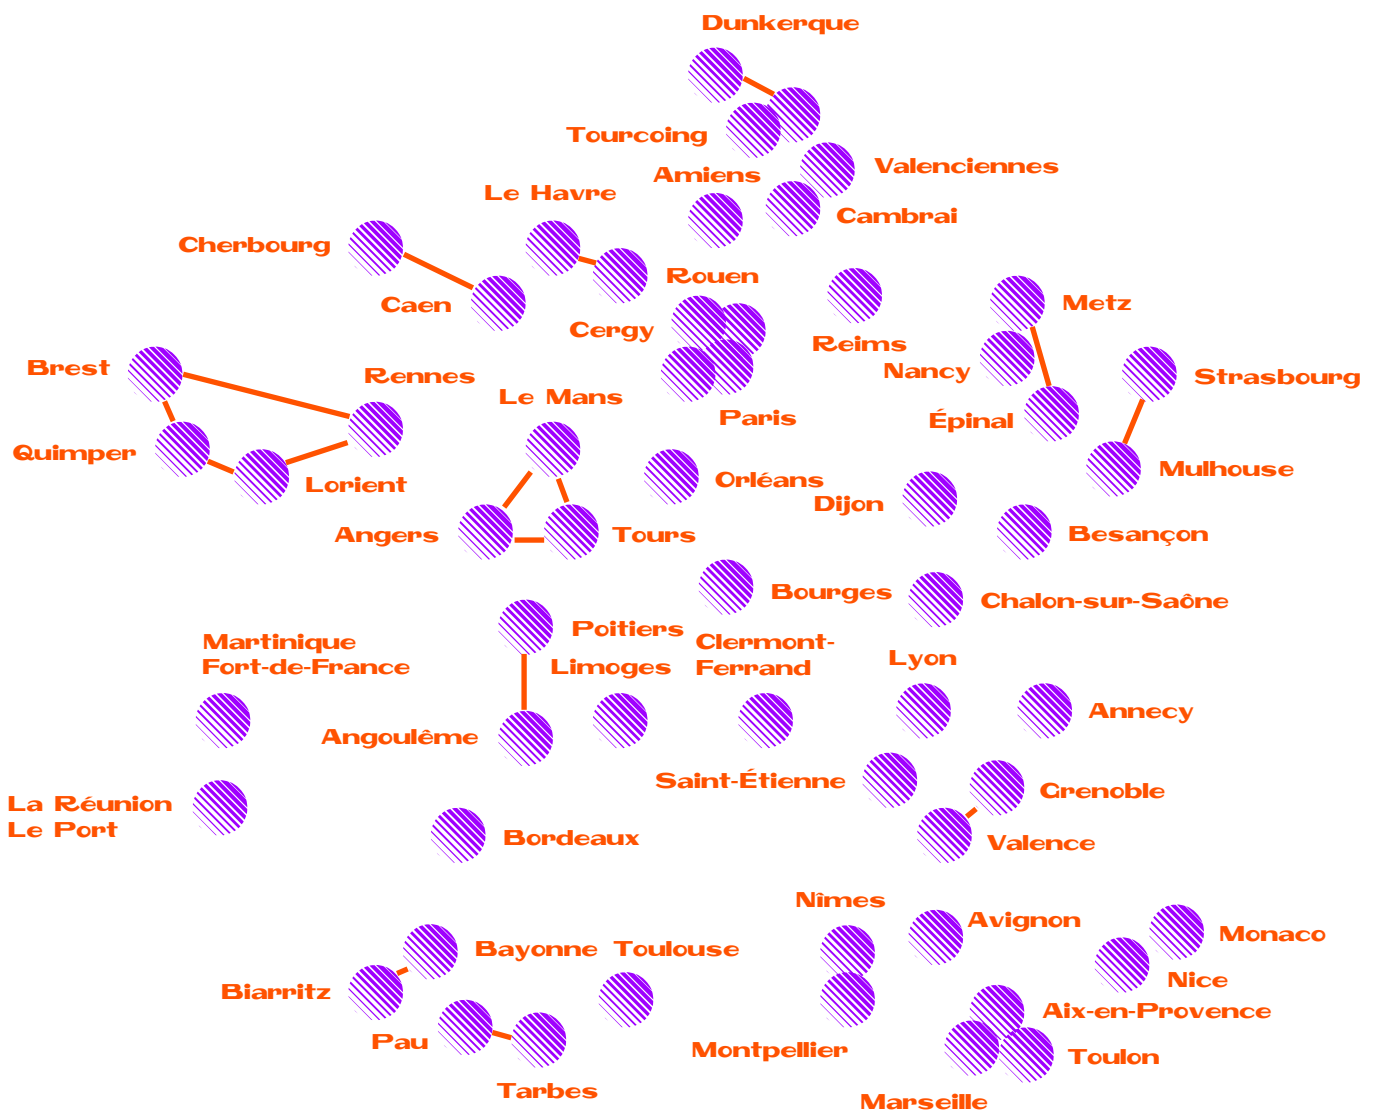 Dunkerque
Tourcoing
Valenciennes
Amiens
Le Havre
Cambrai
Cherbourg
Rouen
Caen
Metz
Cergy
Reims
Brest
Nancy
Rennes
Strasbourg
Le Mans
Paris
Épinal
Quimper
Mulhouse
Orléans
Lorient
Dijon
Angers
Tours
Besançon
Bourges
Chalon-sur-Saône
Poitiers
Martinique
Fort-de-France
Clermont-
Ferrand
Limoges
Lyon
Annecy
Angoulême
Saint-Étienne
Grenoble
La Réunion
Le Port
Bordeaux
Valence
Nîmes
Avignon
Monaco
Bayonne
Toulouse
Nice
Biarritz
Aix-en-Provence
Pau
Montpellier
Toulon
Tarbes
Marseille